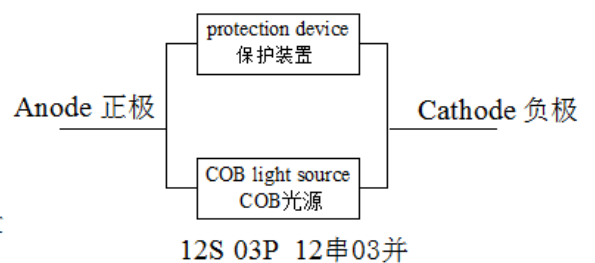 protection device
保护装置
Anode 正极
Cathode 负极
COB light source
COB光源
12S 03P 12串03并